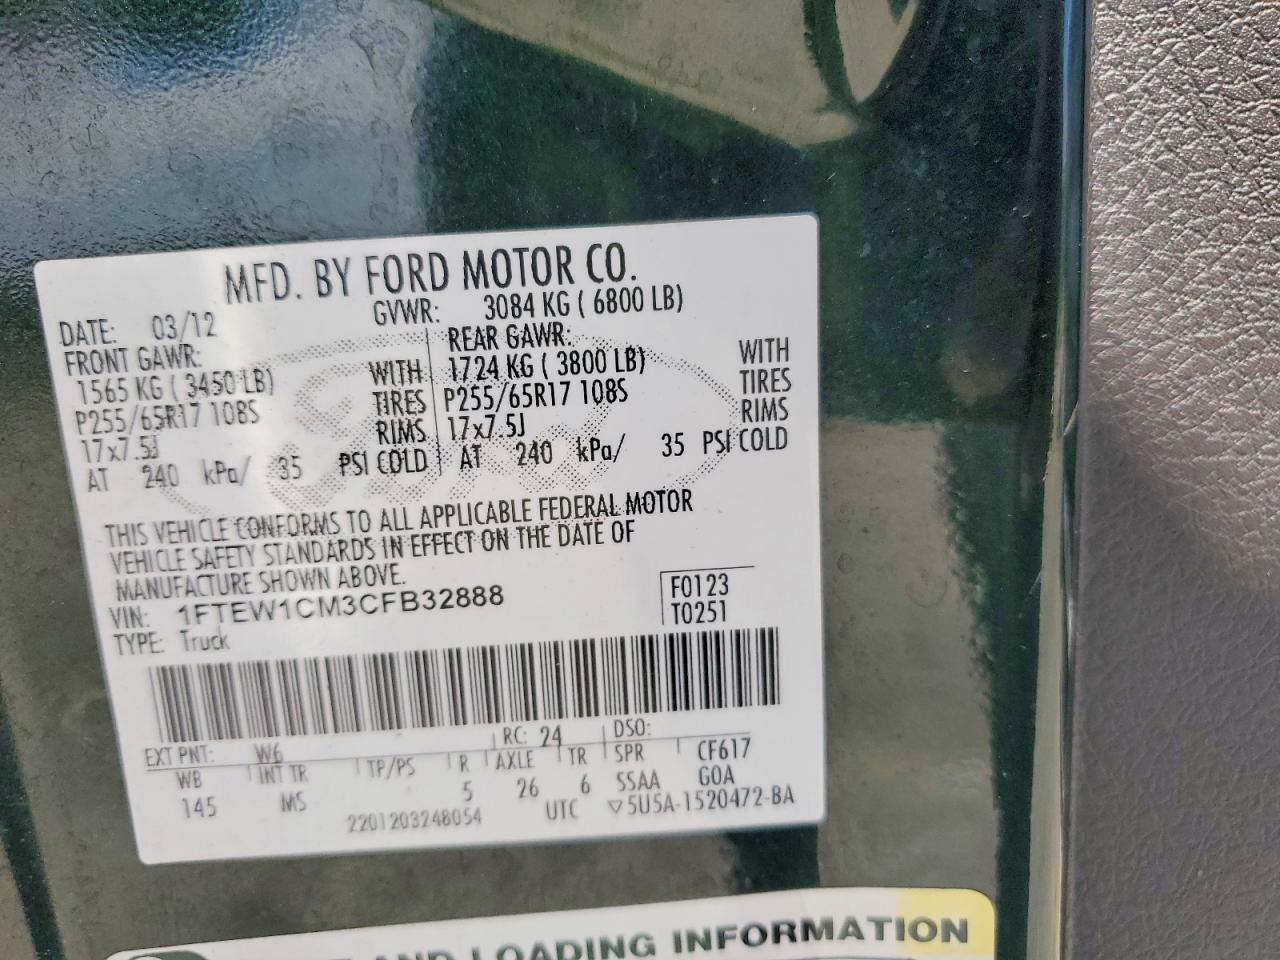 MFD. BY FORD MOTOR CO.
DATE: 03/12 GVWR: 3084 KG ( 6800 LB)
FRONT GAWR: REAR GAWR:
1565 KG ( 3450 LB) WITH 1724 KG ( 3800 LB) WITH
P255/65R17 108S TIRES P255/65R17 108S TIRES
17x7.5J RIMS 17x7.5J RIMS
AT 240 kPa/ 35 PSI COLD AT 240 kPa/ 35 PSI COLD
THIS VEHICLE CONFORMS TO ALL APPLICABLE FEDERAL MOTOR
VEHICLE SAFETY STANDARDS IN EFFECT ON THE DATE OF
MANUFACTURE SHOWN ABOVE.
VIN: 1FTEW1CM3CFB32888 F0123
TYPE: Truck T0251
EXT PNT: W6 RC: 24 DSO:
WB INT TR TP/PS R AXLE TR SPR CF617
145 MS 5 26 6 SSAA GOA
2201203248054 UTC ▽5U5A-1520472-BA
AND LOADING INFORMATION